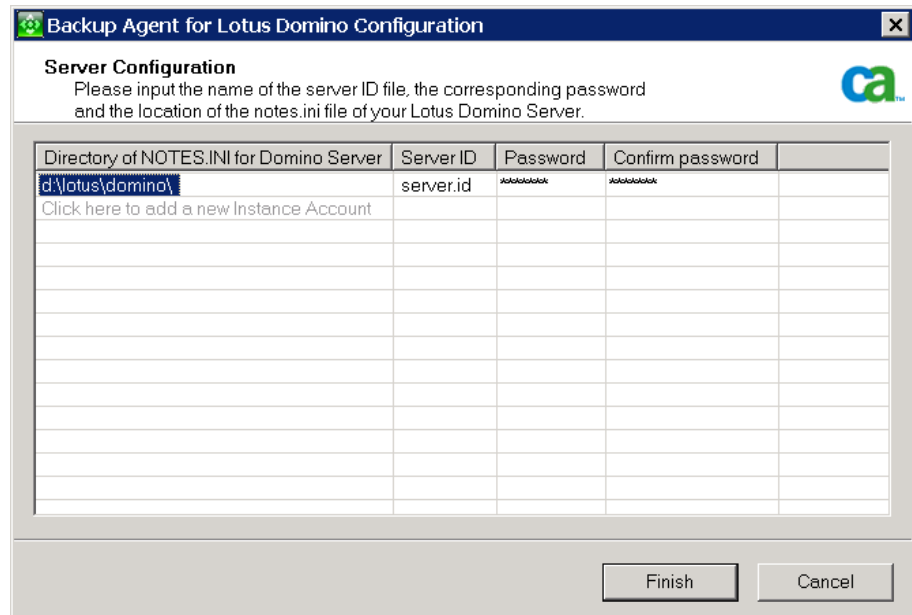 Backup Agent for Lotus Domino Configuration
Server Configuration
Please input the name of the server ID file, the corresponding password
and the location of the notes.ini file of your Lotus Domino Server.
ca™
Directory of NOTES.INI for Domino Server Server ID Password Confirm password
d:\lotus\domino\ server.id ******** ********
Click here to add a new Instance Account
Finish Cancel